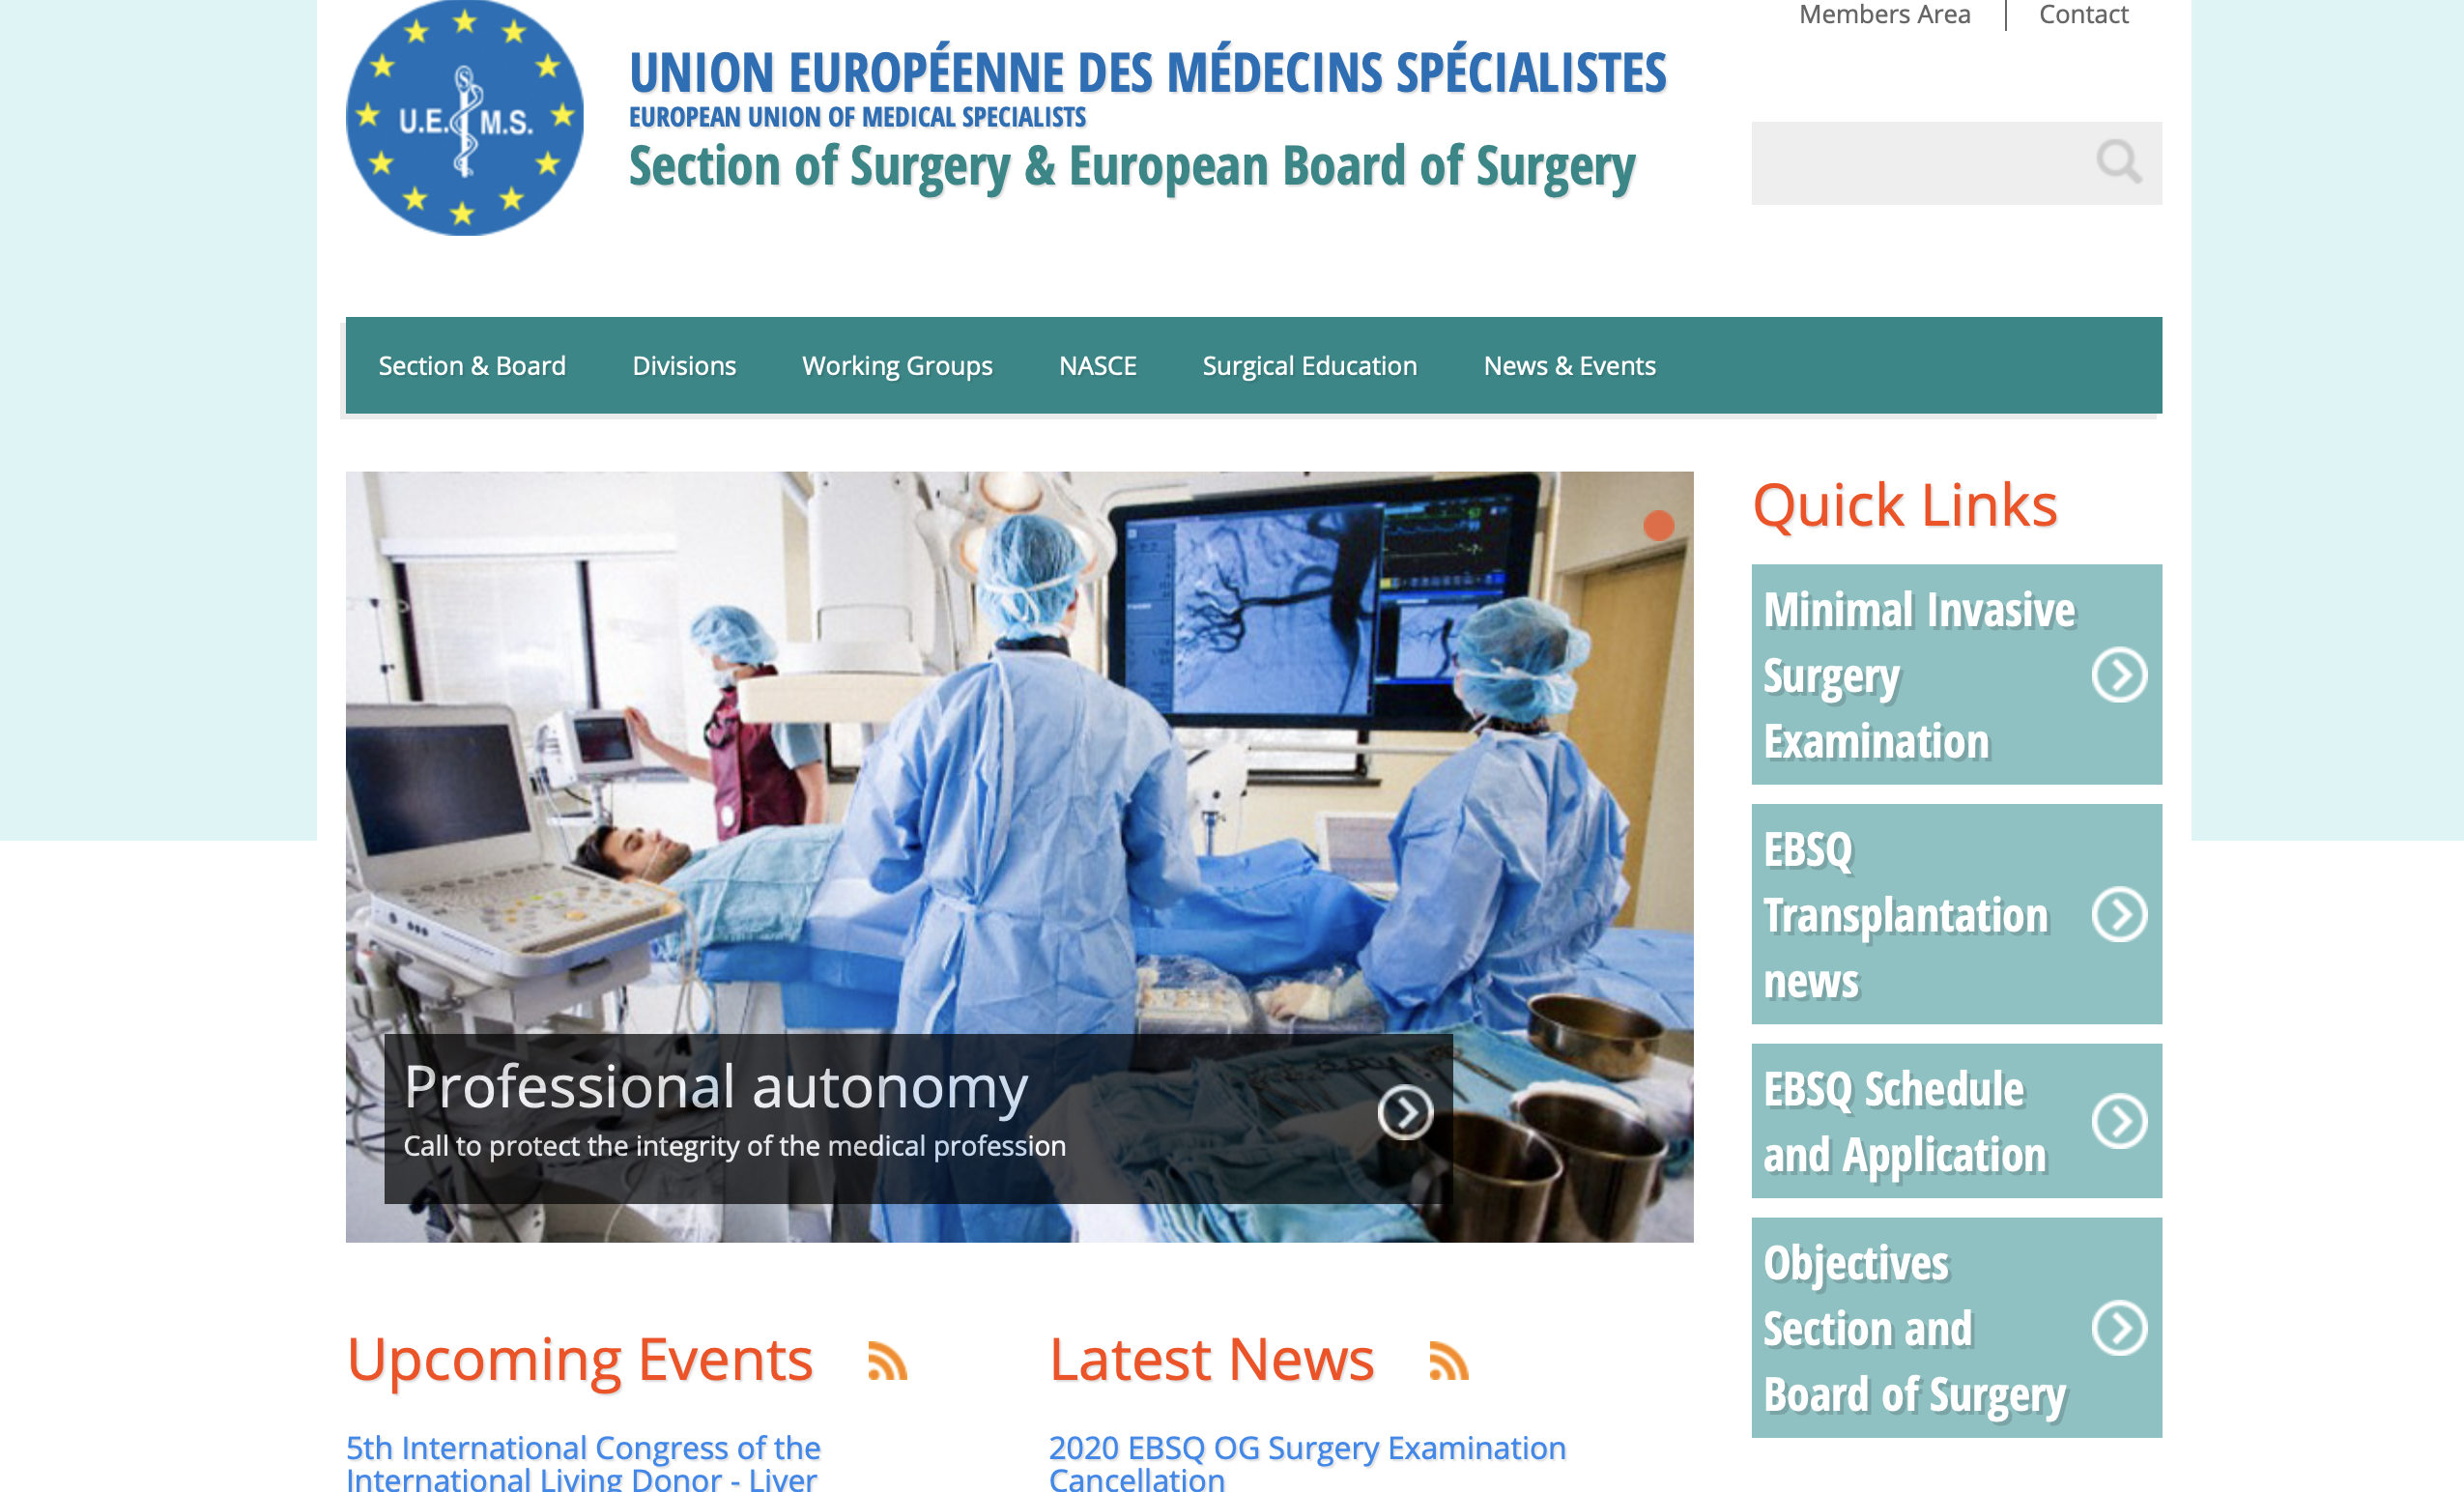 Members Area
Contact
U.E. M.S.
UNION EUROPÉENNE DES MÉDECINS SPÉCIALISTES
EUROPEAN UNION OF MEDICAL SPECIALISTS
Section of Surgery & European Board of Surgery
Section & Board
Divisions
Working Groups
NASCE
Surgical Education
News & Events
Professional autonomy
Call to protect the integrity of the medical profession
Quick Links
Minimal Invasive
Surgery
Examination
EBSQ
Transplantation
news
EBSQ Schedule
and Application
Objectives
Section and
Board of Surgery
Upcoming Events
5th International Congress of the
International Living Donor - Liver
Latest News
2020 EBSQ OG Surgery Examination
Cancellation